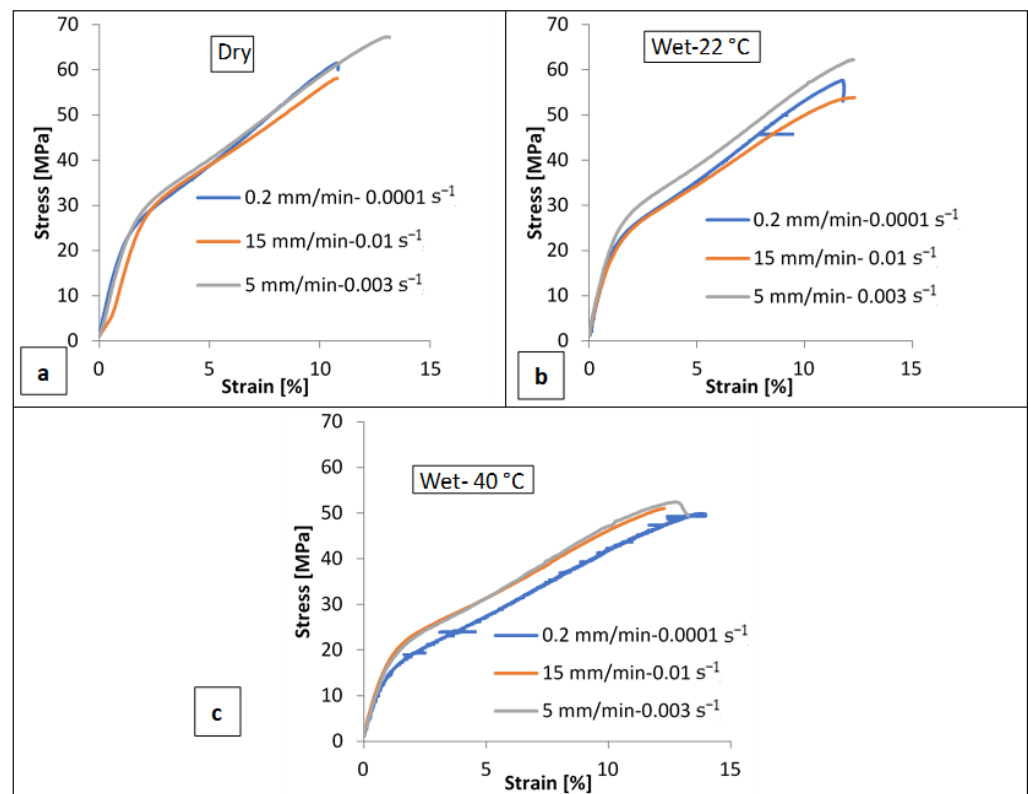 70
60
50
40
30
20
10
0
Stress [MPa]
Dry
0.2 mm/min- 0.0001 s⁻¹
15 mm/min-0.01 s⁻¹
5 mm/min-0.003 s⁻¹
0 5 10 15
Strain [%]
a
70
60
50
40
30
20
10
0
Stress [MPa]
Wet-22 °C
0.2 mm/min-0.0001 s⁻¹
15 mm/min- 0.01 s⁻¹
5 mm/min- 0.003 s⁻¹
0 5 10 15
Strain [%]
b
70
60
50
40
30
20
10
0
Stress [MPa]
Wet- 40 °C
0.2 mm/min-0.0001 s⁻¹
15 mm/min-0.01 s⁻¹
5 mm/min-0.003 s⁻¹
0 5 10 15
Strain [%]
c